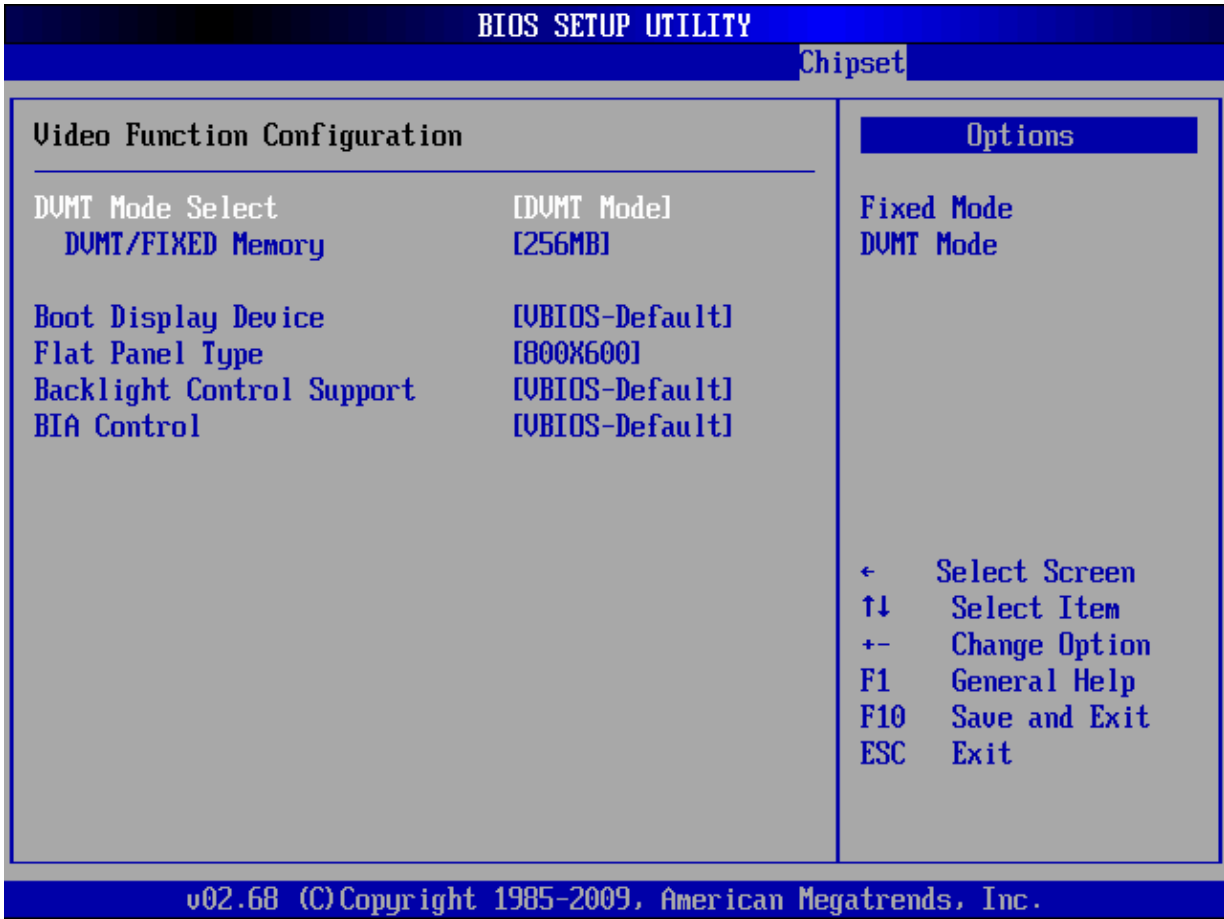 BIOS SETUP UTILITY
Chipset
Video Function Configuration
DVMT Mode Select [DVMT Mode]
DVMT/FIXED Memory [256MB]
Boot Display Device [VBIOS-Default]
Flat Panel Type [800X600]
Backlight Control Support [VBIOS-Default]
BIA Control [VBIOS-Default]
Options
Fixed Mode
DVMT Mode
← Select Screen
↑↓ Select Item
+- Change Option
F1 General Help
F10 Save and Exit
ESC Exit
v02.68 (C)Copyright 1985-2009, American Megatrends, Inc.